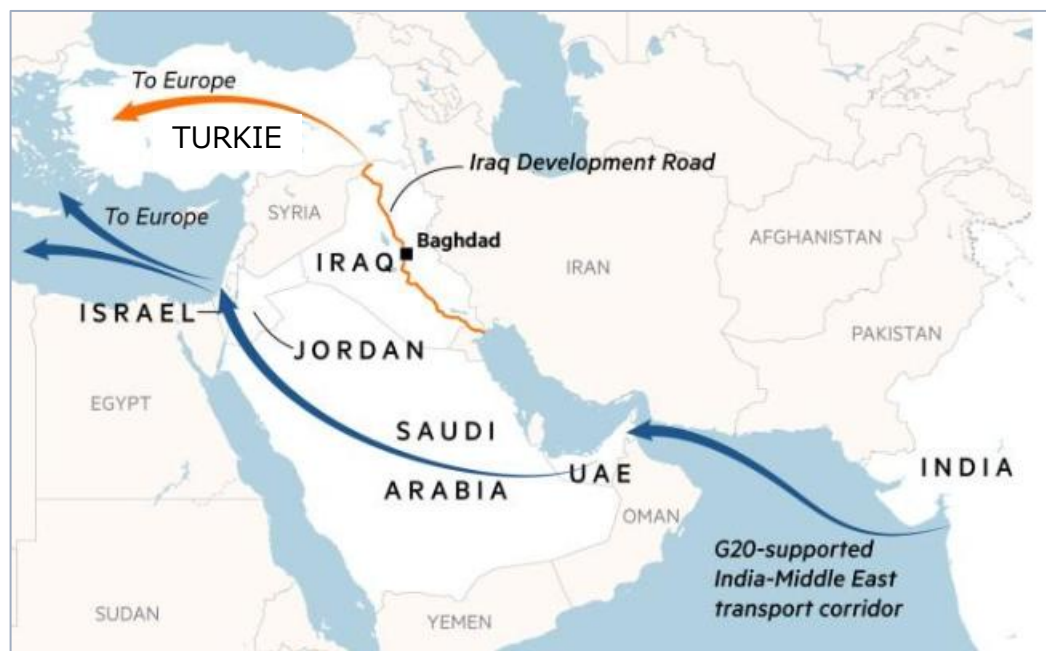 To Europe
TURKIE
Iraq Development Road
To Europe
SYRIA
Baghdad
AFGHANISTAN
IRAQ
IRAN
ISRAEL
JORDAN
PAKISTAN
EGYPT
SAUDI
ARABIA
UAE
INDIA
OMAN
G20-supported
India-Middle East
transport corridor
SUDAN
YEMEN